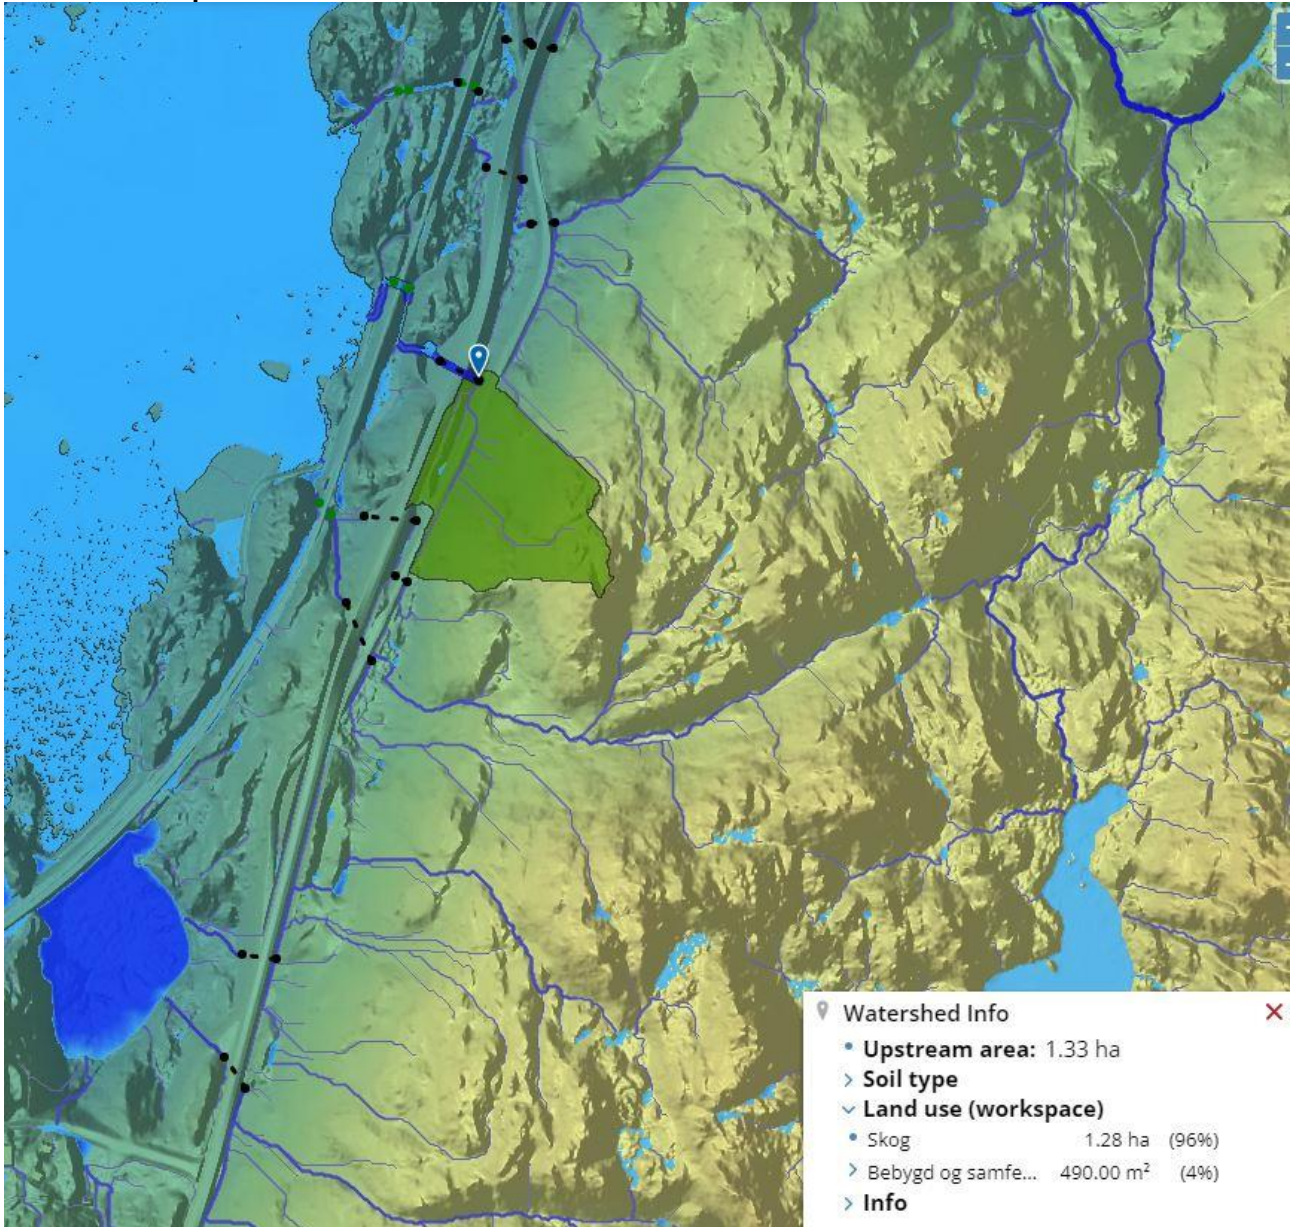 Watershed Info
Upstream area: 1.33 ha
Soil type
Land use (workspace)
Skog 1.28 ha (96%)
Bebygd og samfe... 490.00 m² (4%)
Info